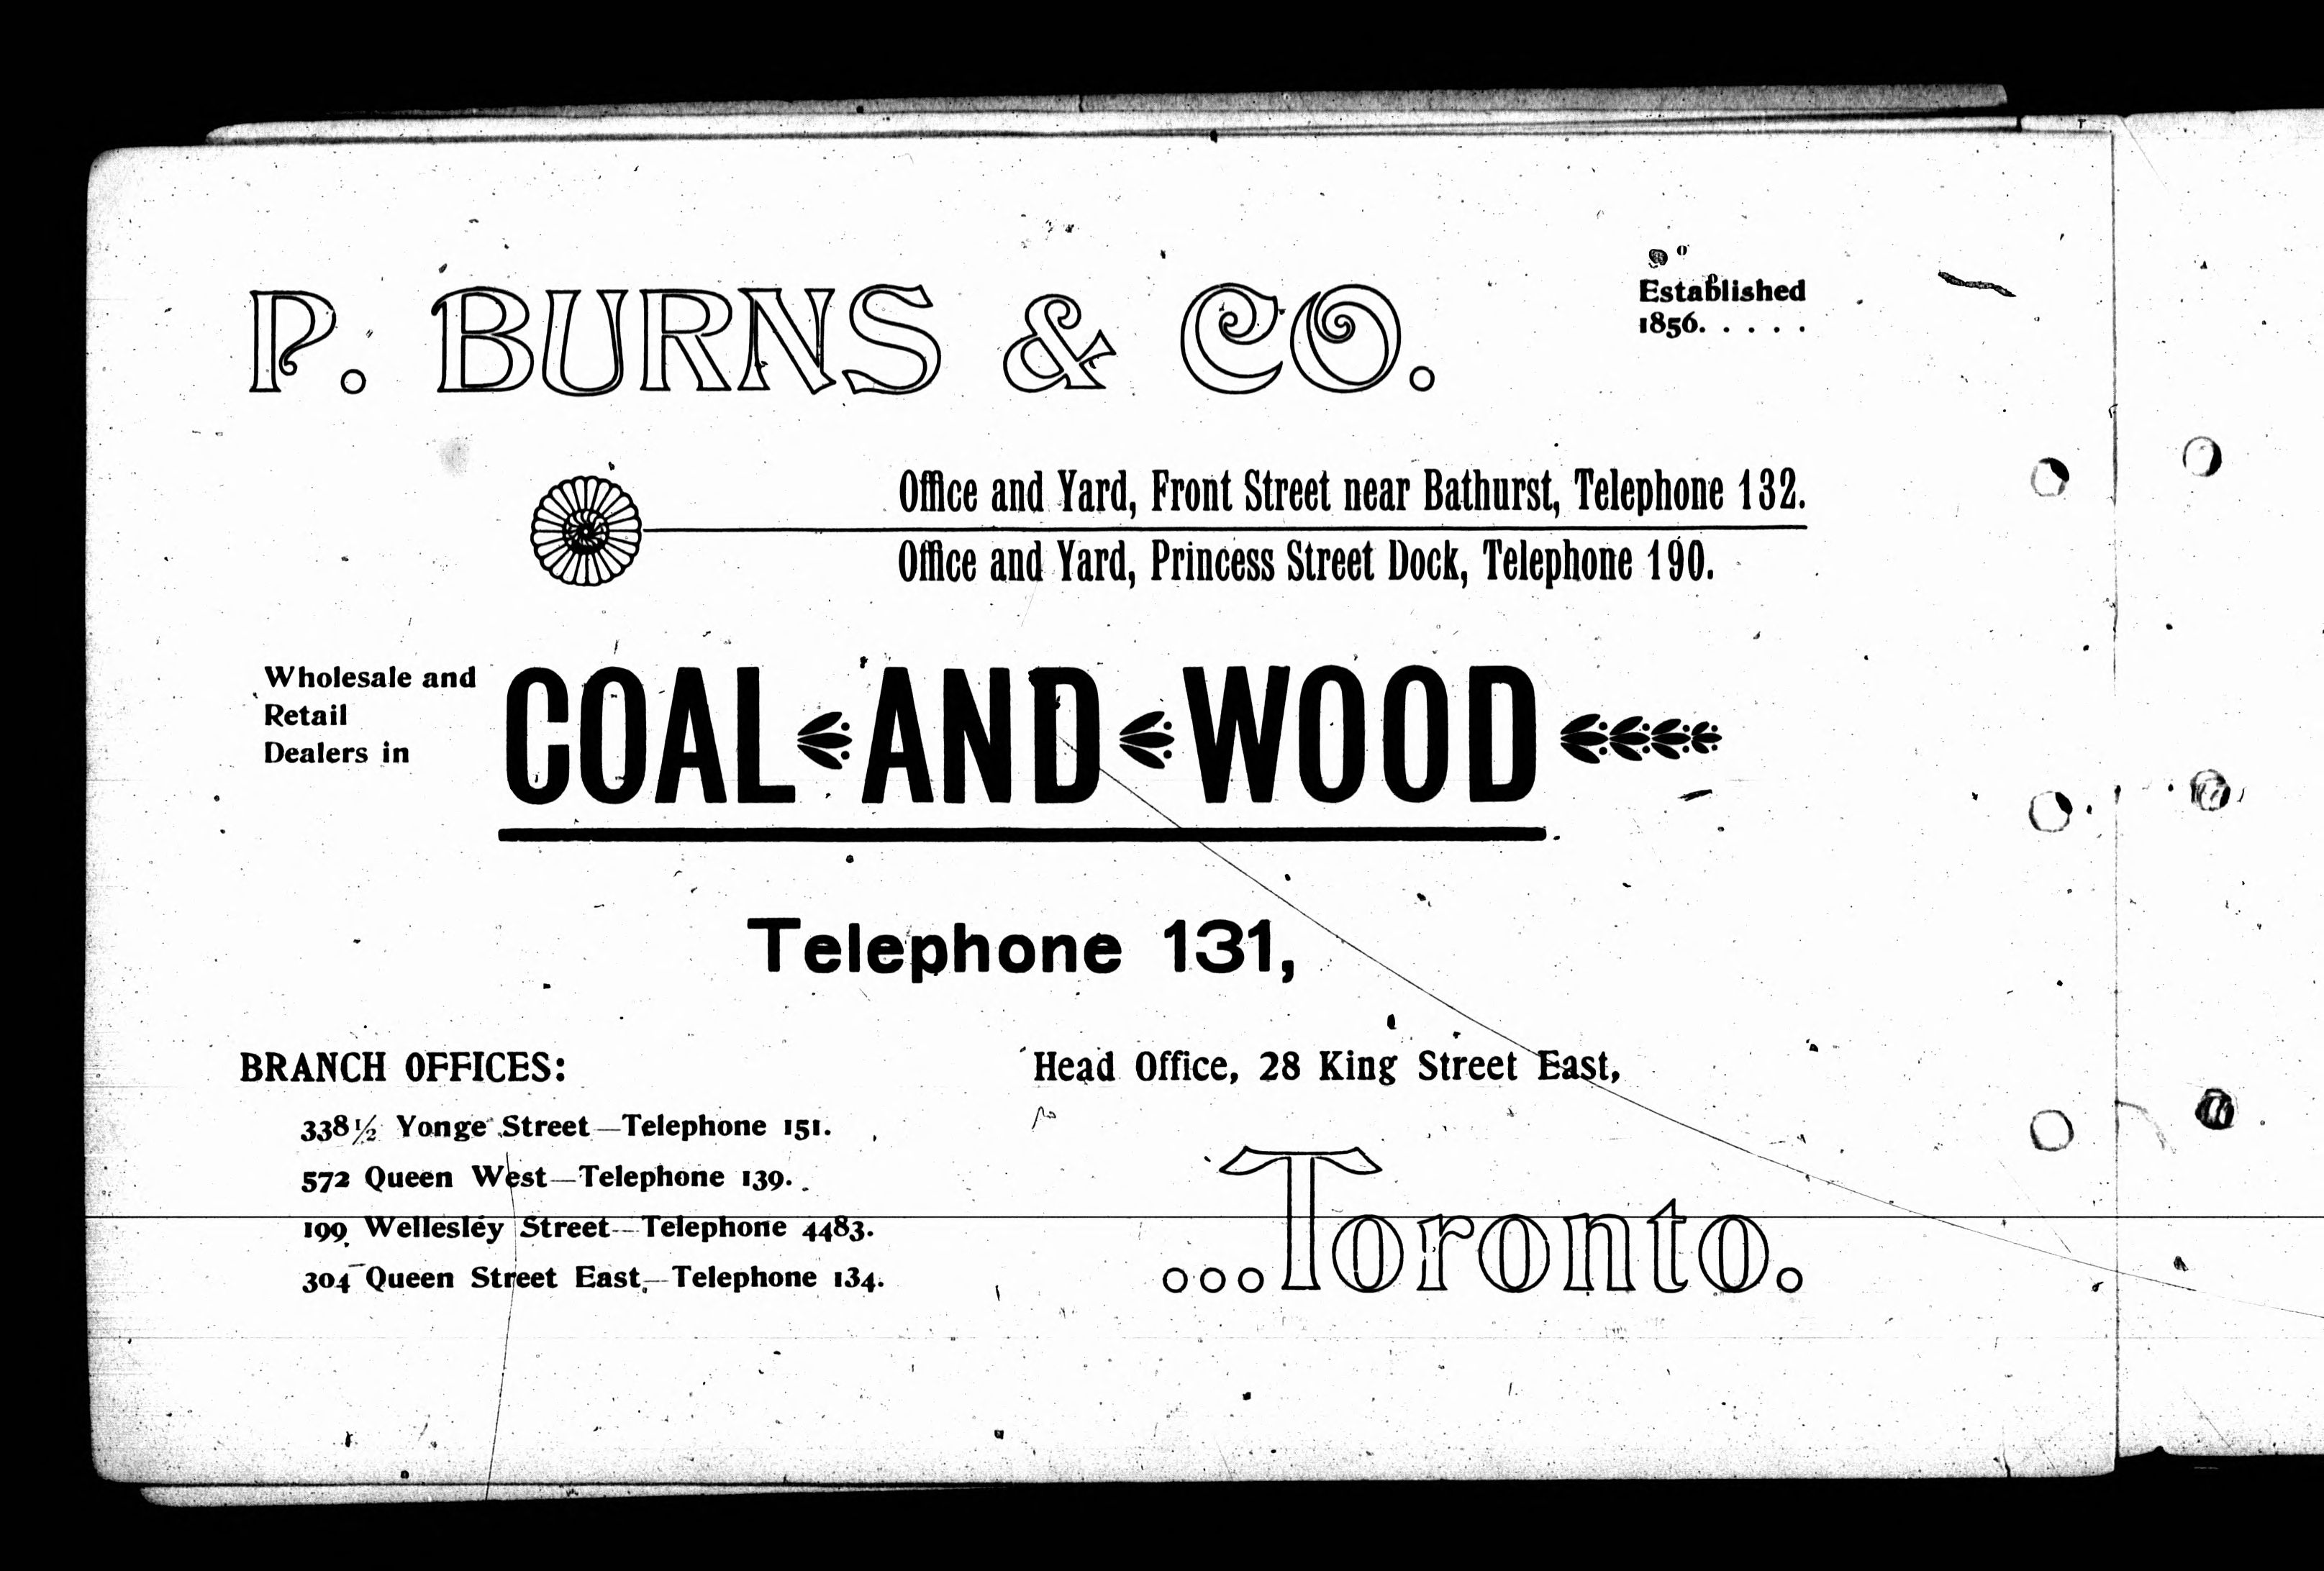 P. BURNS & CO.
Established
1856. . . . .
Office and Yard, Front Street near Bathurst, Telephone 132.
Office and Yard, Princess Street Dock, Telephone 190.
Wholesale and
Retail
Dealers in
COAL AND WOOD
Telephone 131,
BRANCH OFFICES:
338½ Yonge Street—Telephone 151.
572 Queen West—Telephone 139.
199 Wellesley Street—Telephone 4483.
304 Queen Street East—Telephone 134.
Head Office, 28 King Street East,
...Toronto.